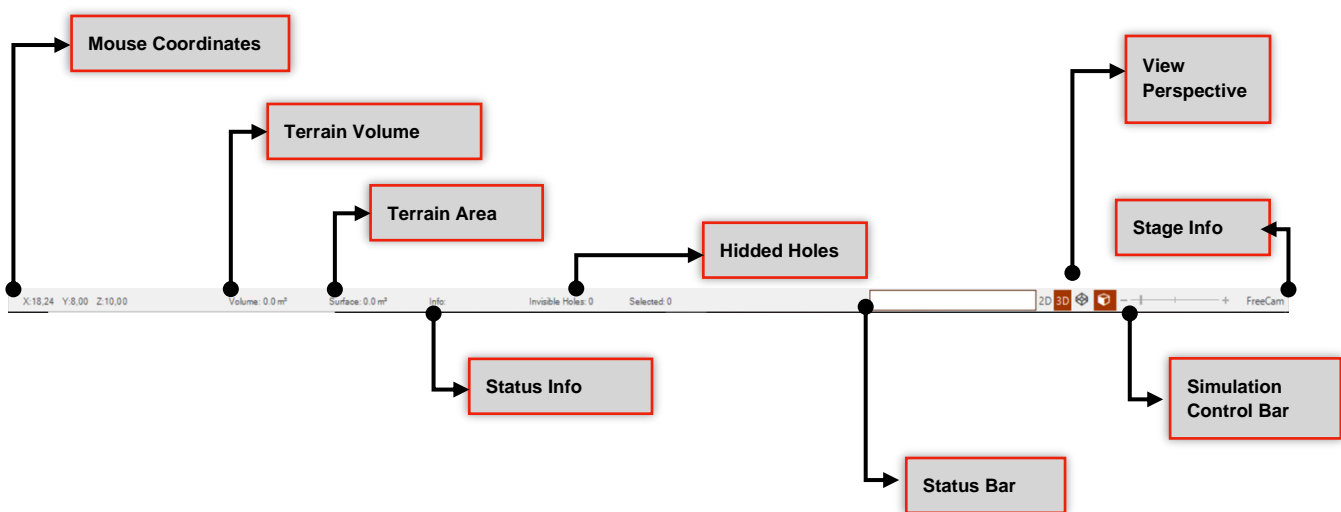 Mouse Coordinates
View
Perspective
Terrain Volume
Terrain Area
Stage Info
Hidded Holes
X:18,24 Y:8,00 Z:10,00 Volume: 0.0 m³ Surface: 0.0 m² Info: Invisible Holes: 0 Selected: 0 2D 3D − + FreeCam
Status Info
Simulation
Control Bar
Status Bar